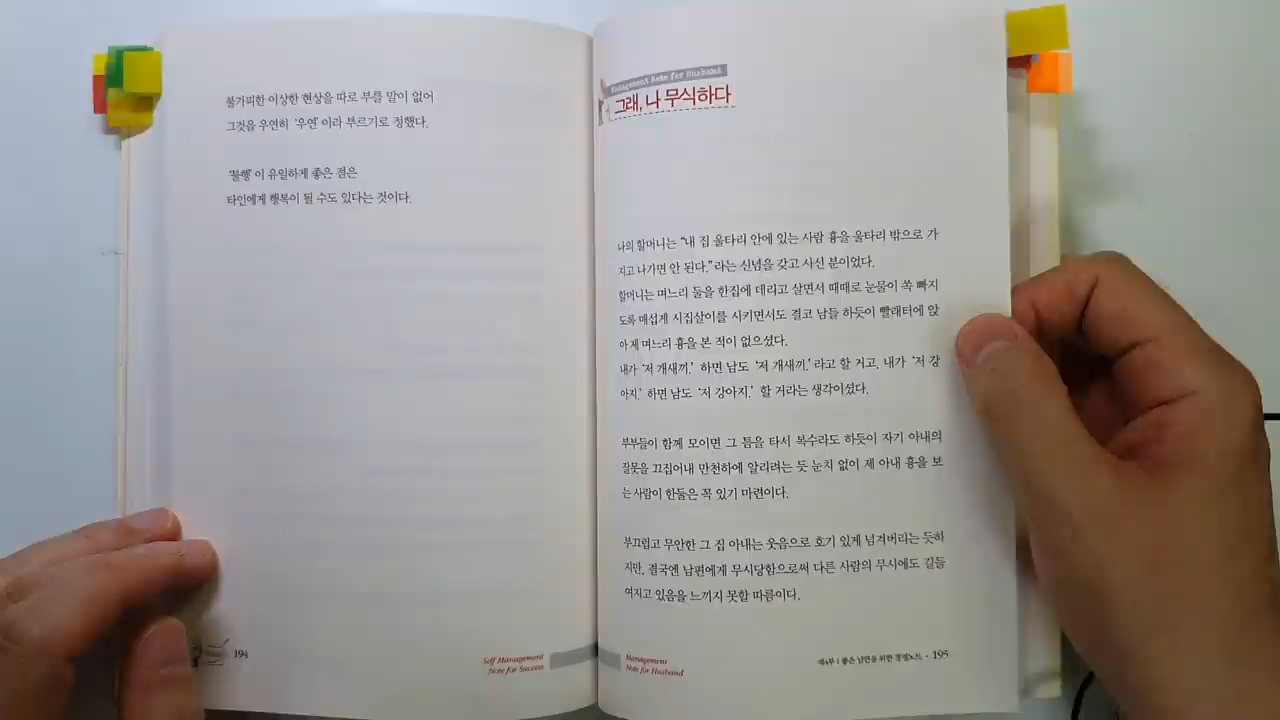 불가피한 이상한 현상을 따로 부를 말이 없어
그것을 우연히 '우연'이라 부르기로 정했다.
'불행'이 유일하게 좋은 점은
타인에게 행복이 될 수도 있다는 것이다.
194
Self Management
Note for Success
Management Note for Husband
그래, 나 무식하다
나의 할머니는 "내 집 울타리 안에 있는 사람 흉을 울타리 밖으로 가
지고 나가면 안 된다."라는 신념을 갖고 사신 분이었다.
할머니는 며느리 둘을 한집에 데리고 살면서 때때로 눈물이 쏙 빠지
도록 매섭게 시집살이를 시키면서도 결코 남들 하듯이 빨래터에 앉
아 제 며느리 흉을 본 적이 없으셨다.
내가 '저 개새끼.' 하면 남도 '저 개새끼.'라고 할 거고, 내가 '저 강
아지.' 하면 남도 '저 강아지.' 할 거라는 생각이셨다.
부부들이 함께 모이면 그 틈을 타서 복수라도 하듯이 자기 아내의
잘못을 끄집어내 만천하에 알리려는 듯 눈치 없이 제 아내 흉을 보
는 사람이 한둘은 꼭 있기 마련이다.
부끄럽고 무안한 그 집 아내는 웃음으로 호기 있게 넘겨버리는 듯하
지만, 결국엔 남편에게 무시당함으로써 다른 사람의 무시에도 길들
여지고 있음을 느끼지 못할 따름이다.
Management
Note for Husband
제4부 | 좋은 남편을 위한 경영노트 · 195